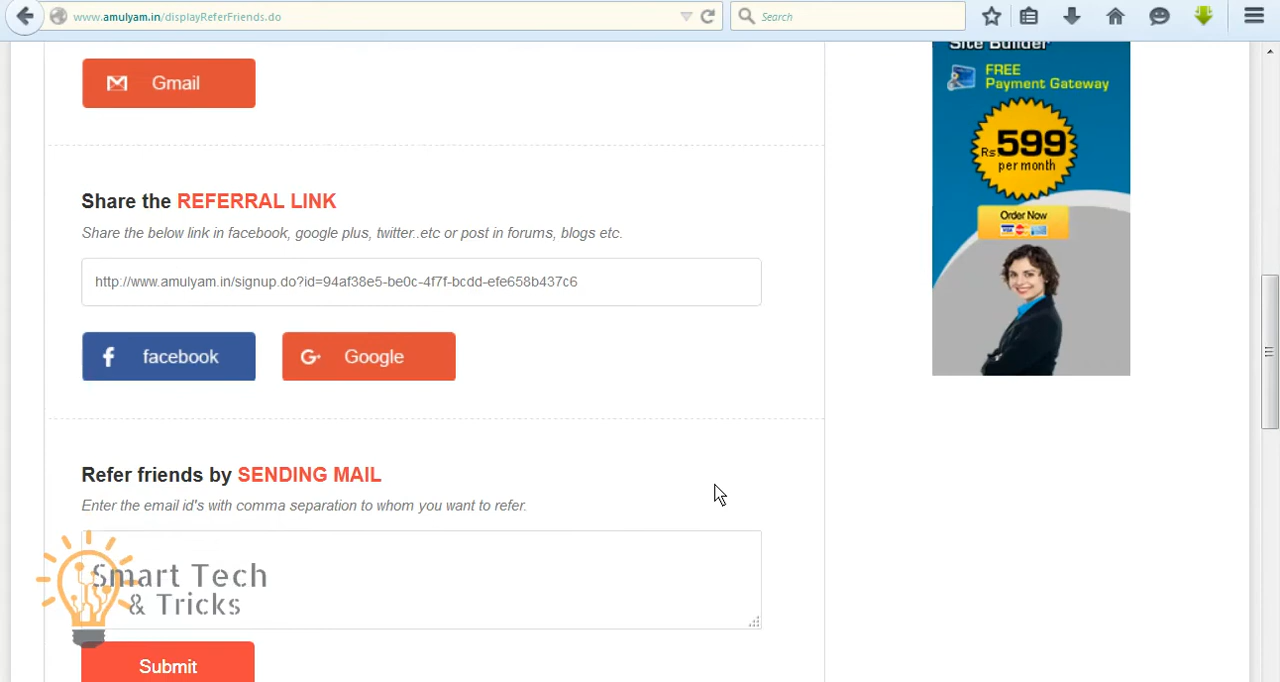 www.amulyam.in/displayReferFriends.do
Search
Site Builder
FREE
Payment Gateway
Rs 599
per month
Order Now
Gmail
Share the REFERRAL LINK
Share the below link in facebook, google plus, twitter..etc or post in forums, blogs etc.
http://www.amulyam.in/signup.do?id=94af38e5-be0c-4f7f-bcdd-efe658b437c6
facebook
Google
Refer friends by SENDING MAIL
Enter the email id's with comma separation to whom you want to refer.
Smart Tech
& Tricks
Submit